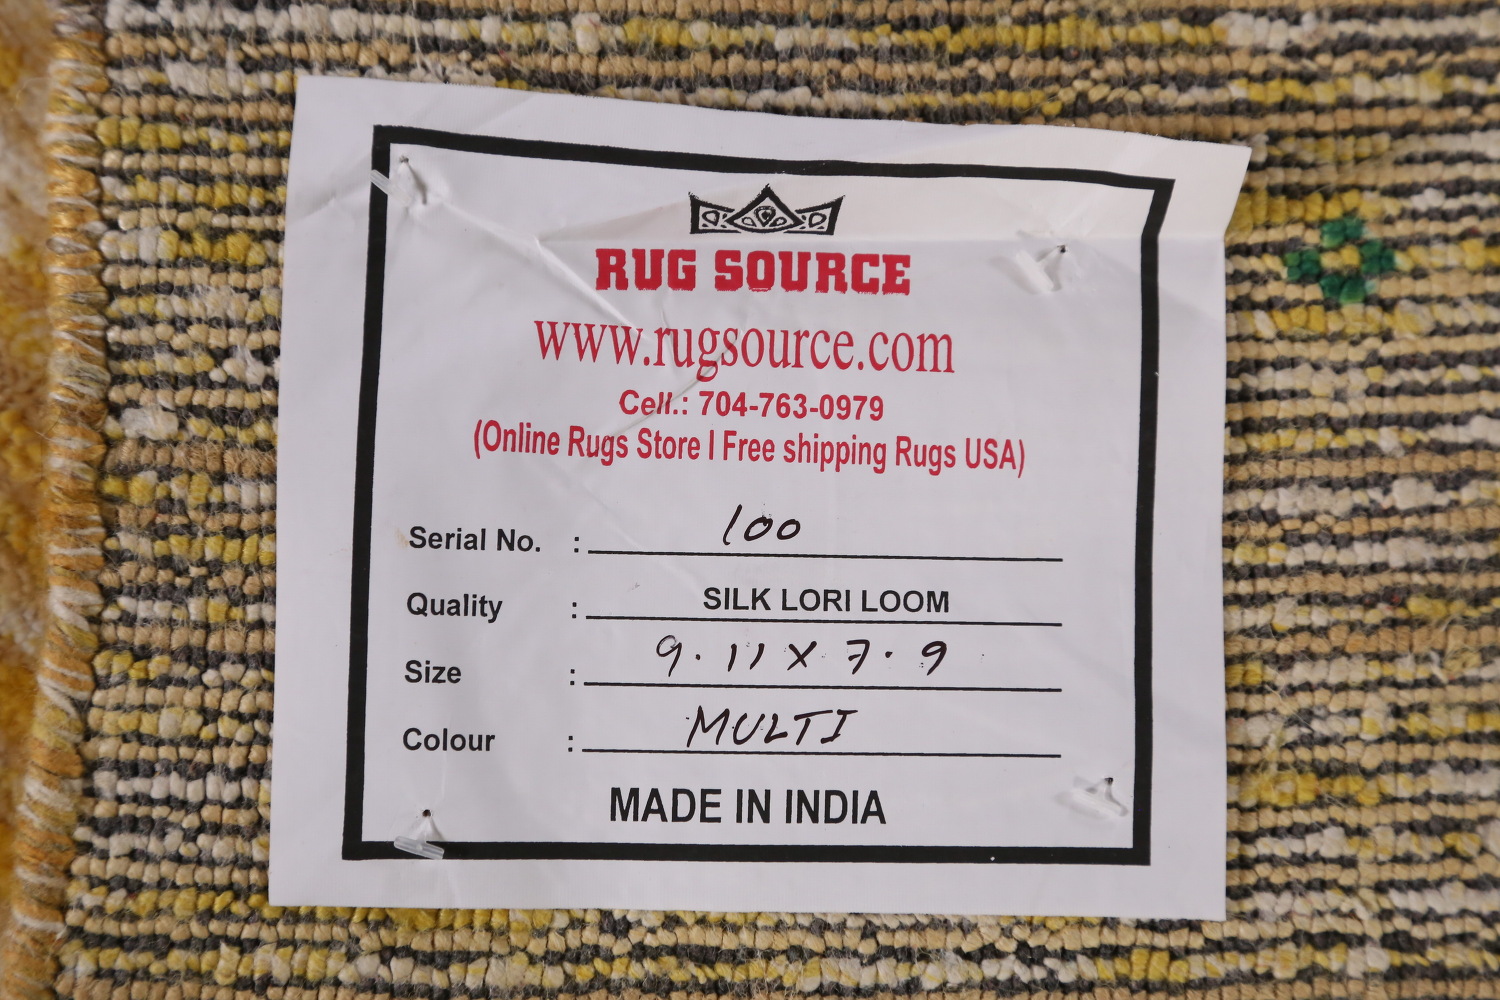 RUG SOURCE
www.rugsource.com
Cell.: 704-763-0979
(Online Rugs Store l Free shipping Rugs USA)
Serial No. : 100
Quality : SILK LORI LOOM
Size : 9.11 X 7.9
Colour : MULTI
MADE IN INDIA